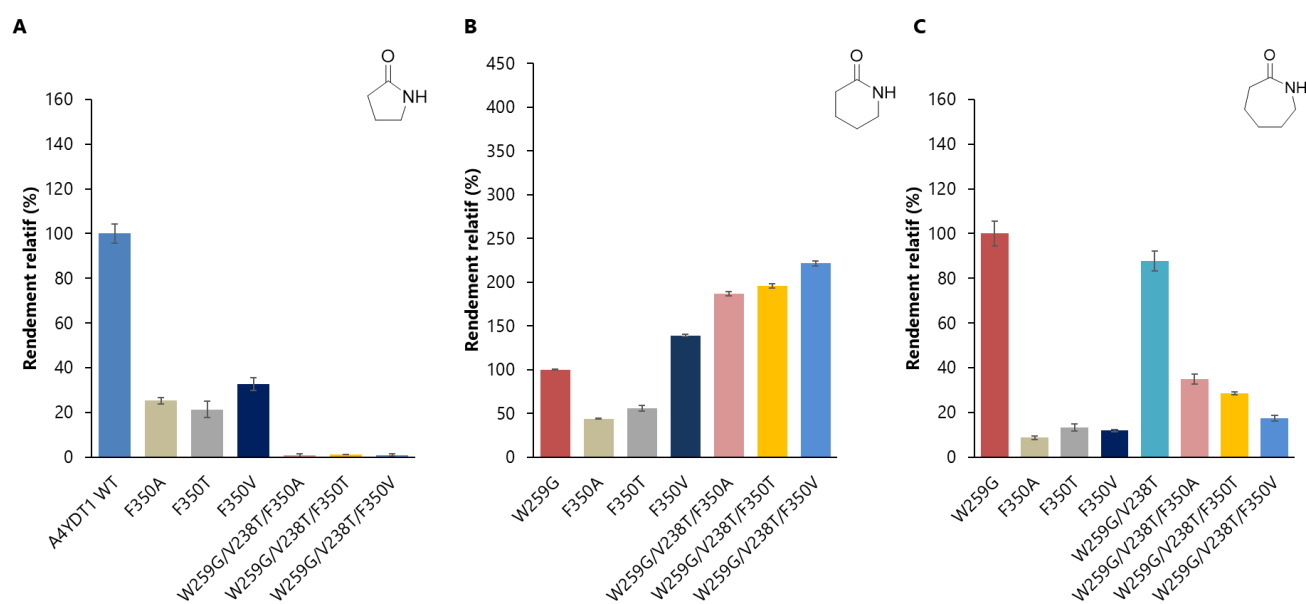 A
Rendement relatif (%)
160
140
120
100
80
60
40
20
0
O
NH
A4YDT1 WT
F350A
F350T
F350V
W259G/V238T/F350A
W259G/V238T/F350T
W259G/V238T/F350V
B
Rendement relatif (%)
450
400
350
300
250
200
150
100
50
0
O
NH
W259G
F350A
F350T
F350V
W259G/V238T/F350A
W259G/V238T/F350T
W259G/V238T/F350V
C
Rendement relatif (%)
160
140
120
100
80
60
40
20
0
O
NH
W259G
F350A
F350T
F350V
W259G/V238T
W259G/V238T/F350A
W259G/V238T/F350T
W259G/V238T/F350V